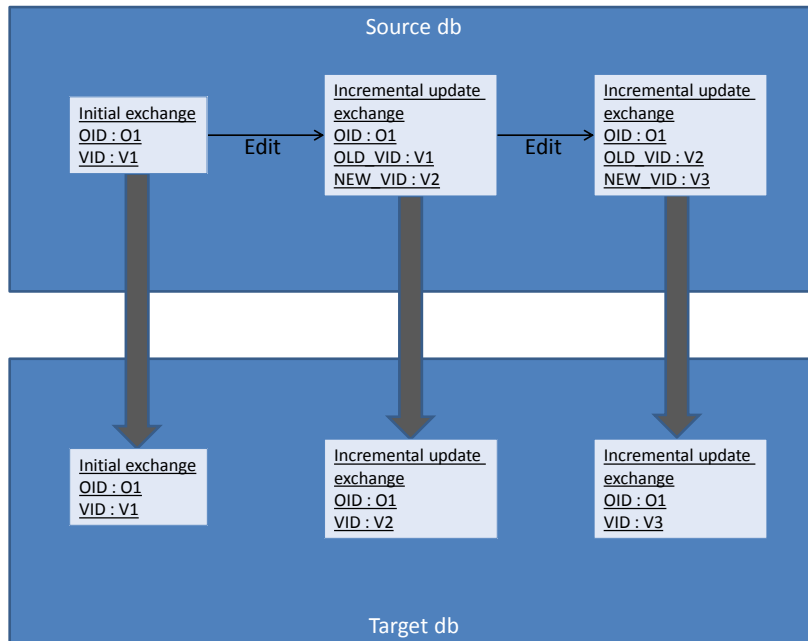 Source db
Initial exchange
OID : O1
VID : V1
Edit
Incremental update
exchange
OID : O1
OLD_VID : V1
NEW_VID : V2
Edit
Incremental update
exchange
OID : O1
OLD_VID : V2
NEW_VID : V3
Initial exchange
OID : O1
VID : V1
Incremental update
exchange
OID : O1
VID : V2
Incremental update
exchange
OID : O1
VID : V3
Target db